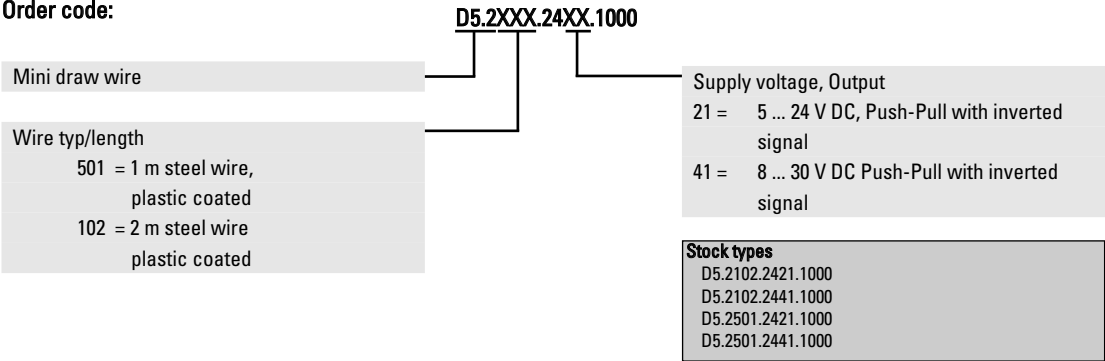 Order code:
D5.2XXX.24XX.1000
Mini draw wire
Wire typ/length
501 = 1 m steel wire,
plastic coated
102 = 2 m steel wire
plastic coated
Supply voltage, Output
21 = 5 ... 24 V DC, Push-Pull with inverted
signal
41 = 8 ... 30 V DC Push-Pull with inverted
signal
Stock types
D5.2102.2421.1000
D5.2102.2441.1000
D5.2501.2421.1000
D5.2501.2441.1000